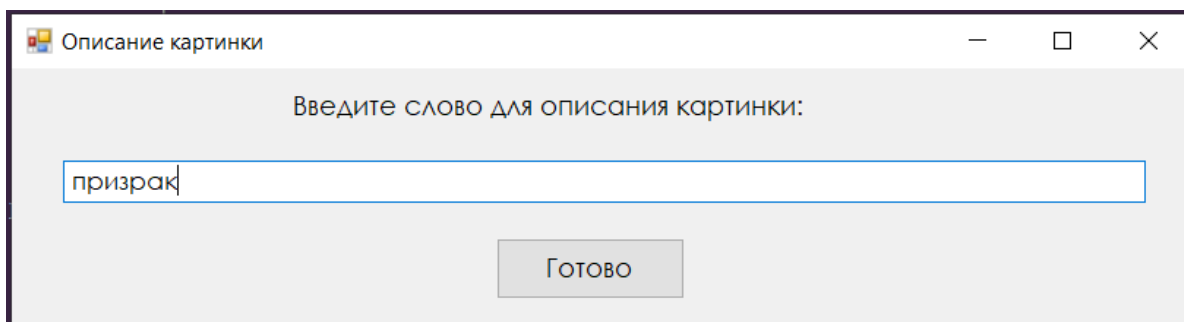 Описание картинки
Введите слово для описания картинки:
призрак
Готово